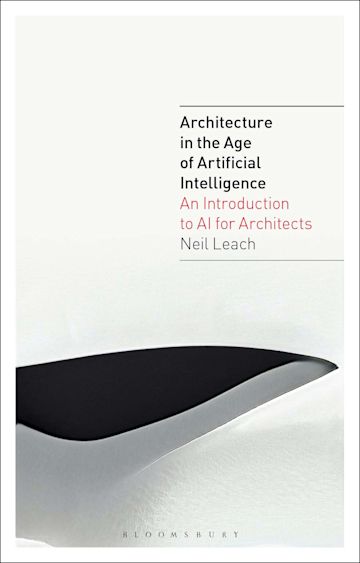 Architecture
in the Age
of Artificial
Intelligence
An Introduction
to AI for Architects
Neil Leach
BLOOMSBURY